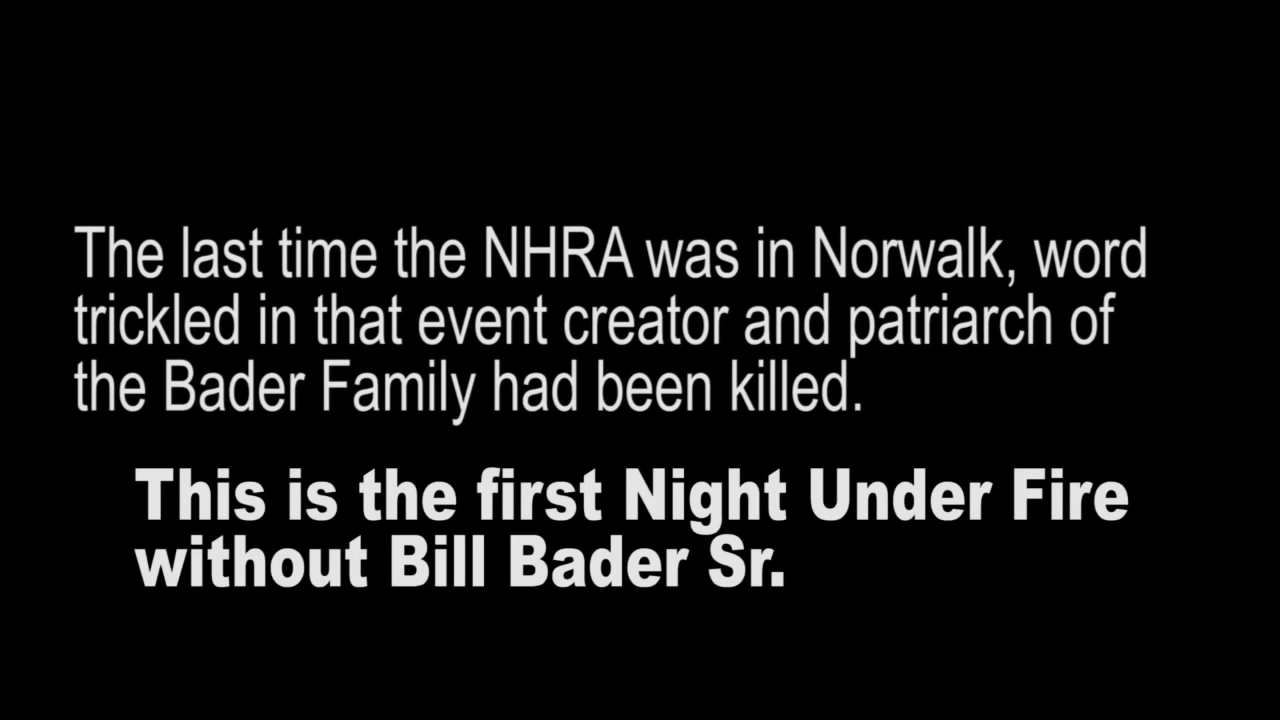 The last time the NHRA was in Norwalk, word
trickled in that event creator and patriarch of
the Bader Family had been killed.
This is the first Night Under Fire
without Bill Bader Sr.